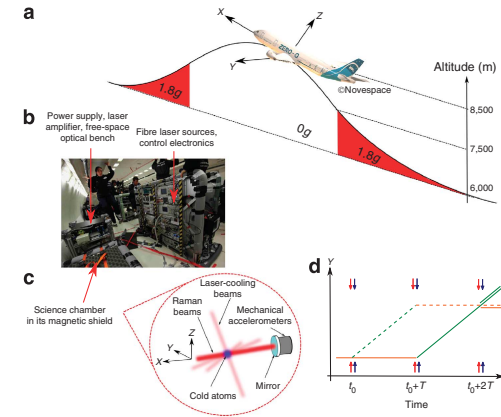 a
X
Z
Y
ZERO-G
©Novespace
Altitude (m)
8,500
7,500
6,000
1.8g
0g
1.8g
b
Power supply, laser
amplifier, free-space
optical bench
Fibre laser sources,
control electronics
Science chamber
in its magnetic shield
c
Laser-cooling
beams
Raman
beams
Mechanical
accelerometers
Z
Y
X
Mirror
Cold atoms
d
Y
t0
t0+T
t0+2T
Time